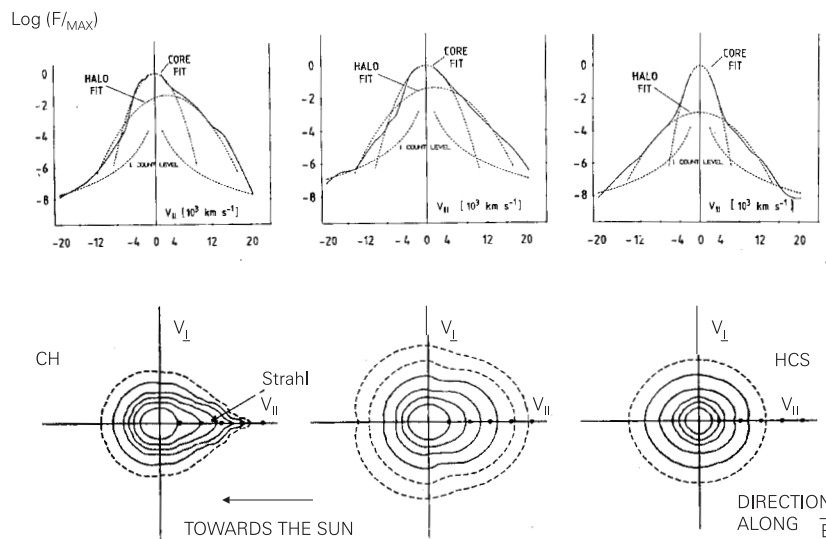 Log (F/MAX)
CORE FIT
HALO FIT
1 COUNT LEVEL
V|| [10³ km s⁻¹]
0
-2
-4
-6
-8
-20 -12 -4 0 4 12 20
CORE FIT
HALO FIT
1 COUNT LEVEL
V|| [10³ km s⁻¹]
0
-2
-4
-6
-8
-20 -12 -4 0 4 12 20
CORE FIT
HALO FIT
1 COUNT LEVEL
V|| [10³ km s⁻¹]
0
-2
-4
-6
-8
-20 -12 -4 0 4 12 20
CH
V⊥
Strahl
V||
V⊥
V||
V⊥
HCS
V||
TOWARDS THE SUN
DIRECTION
ALONG